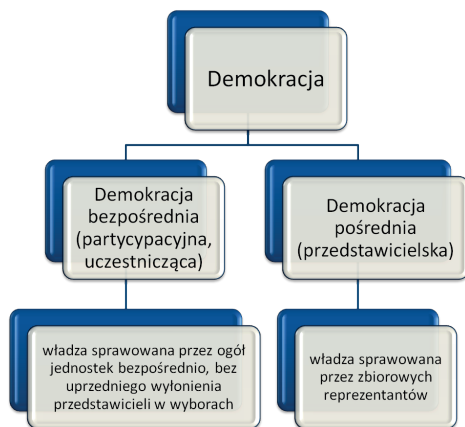 Demokracja
Demokracja
bezpośrednia
(partycypacyjna,
uczestnicząca)
Demokracja
pośrednia
(przedstawicielska)
władza sprawowana przez ogół
jednostek bezpośrednio, bez
uprzedniego wyłonienia
przedstawicieli w wyborach
władza sprawowana
przez zbiorowych
reprezentantów